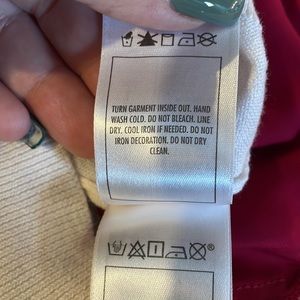 TURN GARMENT INSIDE OUT. HAND
WASH COLD. DO NOT BLEACH. LINE
DRY. COOL IRON IF NEEDED. DO NOT
IRON DECORATION. DO NOT DRY
CLEAN.
®